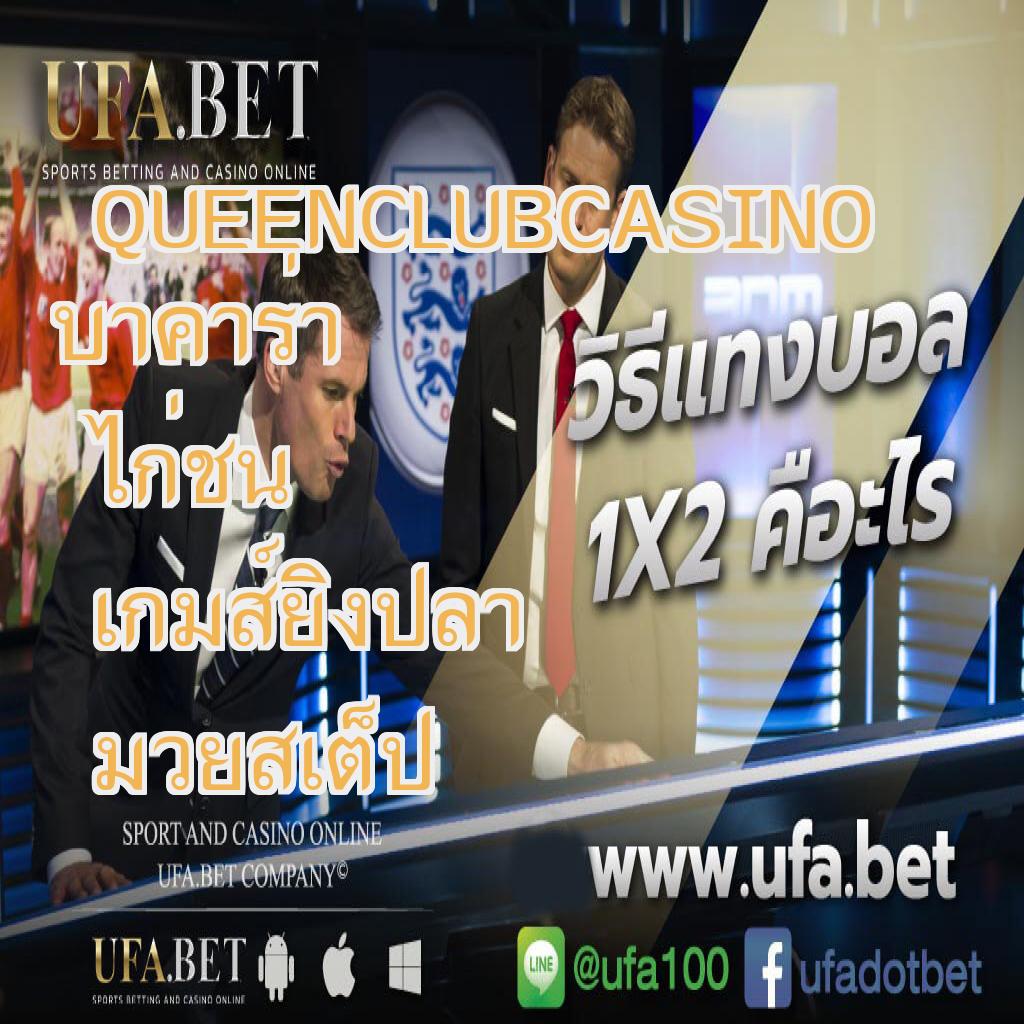 UFA.BET
SPORTS BETTING AND CASINO ONLINE
QUEENCLUBCASINO
บาคาร่า
ไก่ชน
เกมส์ยิงปลา
มวยสเต็ป
วิธีแทงบอล
1X2 คืออะไร
SPORT AND CASINO ONLINE
UFA.BET COMPANY©
www.ufa.bet
UFA.BET
SPORTS BETTING AND CASINO ONLINE
LINE
@ufa100
f ufadotbet